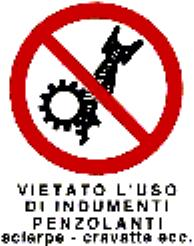 VIETATO L'USO
DI INDUMENTI
PENZOLANTI
sciarpe - cravatte ecc.